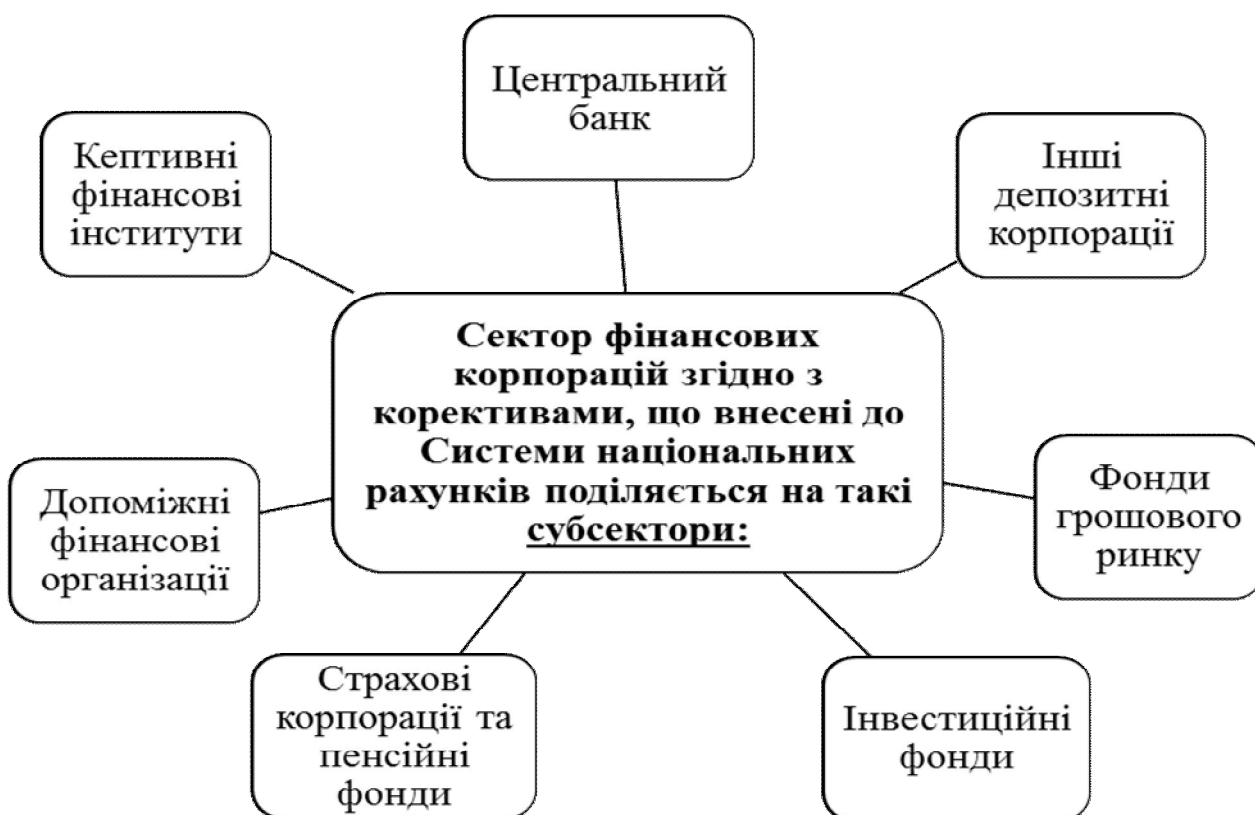 Центральний
банк
Кептивні
фінансові
інститути
Інші
депозитні
корпорації
Сектор фінансових
корпорацій згідно з
корективами, що внесені до
Системи національних
рахунків поділяється на такі
субсектори:
Допоміжні
фінансові
організації
Фонди
грошового
ринку
Страхові
корпорації та
пенсійні
фонди
Інвестиційні
фонди